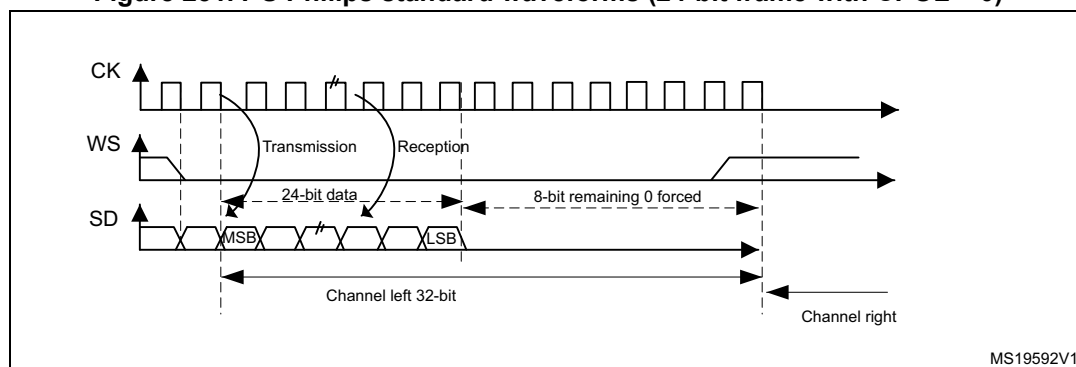 CK
WS
Transmission
Reception
24-bit data
8-bit remaining 0 forced
SD
MSB
LSB
Channel left 32-bit
Channel right
MS19592V1